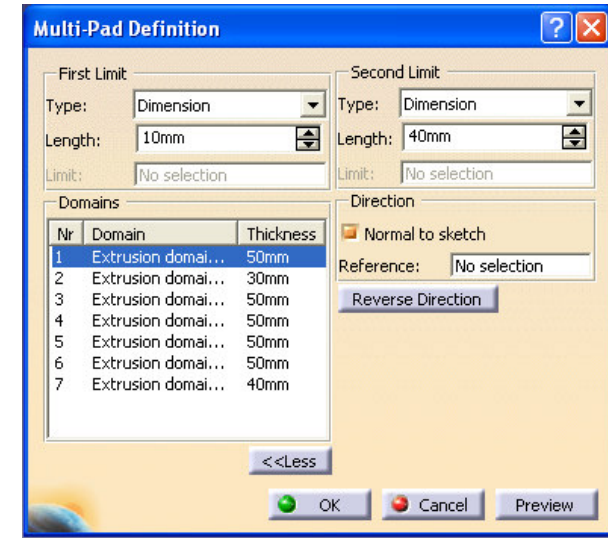 Multi-Pad Definition
First Limit
Type: Dimension
Length: 10mm
Limit: No selection
Second Limit
Type: Dimension
Length: 40mm
Limit: No selection
Domains
Nr Domain Thickness
1 Extrusion domai... 50mm
2 Extrusion domai... 30mm
3 Extrusion domai... 50mm
4 Extrusion domai... 50mm
5 Extrusion domai... 50mm
6 Extrusion domai... 50mm
7 Extrusion domai... 40mm
Direction
Normal to sketch
Reference: No selection
Reverse Direction
<<Less
OK Cancel Preview